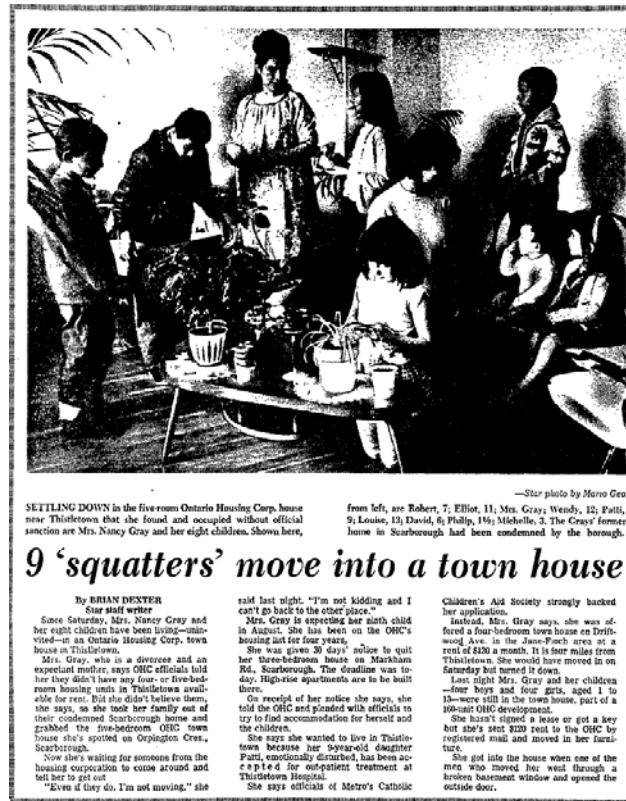 —Star photo by Mario Geo
SETTLING DOWN in the five-room Ontario Housing Corp. house
near Thistletown that she found and occupied without official
sanction are Mrs. Nancy Gray and her eight children. Shown here,
from left, are Robert, 7; Elliot, 11; Mrs. Gray; Wendy, 12; Patti,
9; Louise, 13; David, 6; Philip, 1½; Michelle, 3. The Grays' former
home in Scarborough had been condemned by the borough.
9 'squatters' move into a town house
By BRIAN DEXTER
Star staff writer
Since Saturday, Mrs. Nancy Gray and
her eight children have been living—unin-
vited—in an Ontario Housing Corp. town
house in Thistletown.
Mrs. Gray, who is a divorcee and an
expectant mother, says OHC officials told
her they didn't have any four- or five-bed-
room housing units in Thistletown avail-
able for rent. But she didn't believe them,
she says, so she took her family out of
their condemned Scarborough home and
grabbed the five-bedroom OHC town
house she's spotted on Orpington Cres.,
Scarborough.
Now she's waiting for someone from the
housing corporation to come around and
tell her to get out
"Even if they do, I'm not moving," she
said last night. "I'm not kidding and I
can't go back to the other place."
Mrs. Gray is expecting her ninth child
in August. She has been on the OHC's
housing list for four years,
She was given 30 days' notice to quit
her three-bedroom house on Markham
Rd., Scarborough. The deadline was to-
day. High-rise apartments are to be built
there.
On receipt of her notice she says, she
told the OHC and pleaded with officials to
try to find accommodation for herself and
the children.
She says she wanted to live in Thistle-
town because her 9-year-old daughter
Patti, emotionally disturbed, has been ac-
cepted for out-patient treatment at
Thistletown Hospital.
She says officials of Metro's Catholic
Children's Aid Society strongly backed
her application.
Instead, Mrs. Gray says, she was of-
fered a four-bedroom town house on Drift-
wood Ave. in the Jane-Finch area at a
rent of $120 a month. It is four miles from
Thistletown. She would have moved in on
Saturday but turned it down.
Last night Mrs. Gray and her children
—four boys and four girls, aged 1 to
13—were still in the town house, part of a
160-unit OHC development.
She hasn't signed a lease or got a key
but she's sent $120 rent to the OHC by
registered mail and moved in her furni-
ture.
She got into the house when one of the
men who moved her went through a
broken basement window and opened the
outside door.